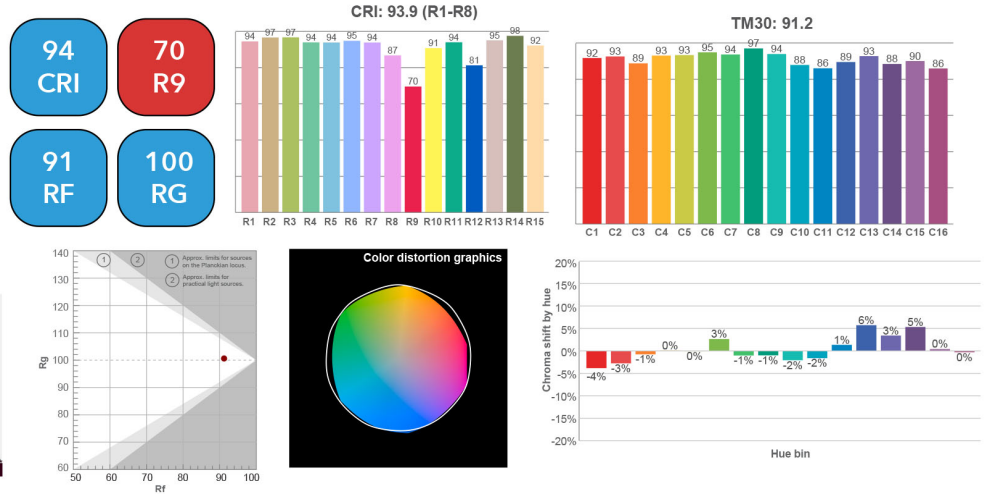 94
CRI
70
R9
91
RF
100
RG
CRI: 93.9 (R1-R8)
94 97 97 94 94 95 94 87 70 91 94 81 95 98 92
R1 R2 R3 R4 R5 R6 R7 R8 R9 R10 R11 R12 R13 R14 R15
TM30: 91.2
92 93 89 93 93 95 94 97 94 88 86 89 93 88 90 86
C1 C2 C3 C4 C5 C6 C7 C8 C9 C10 C11 C12 C13 C14 C15 C16
140
130
120
110
100
90
80
70
60
Rg
50 60 70 80 90 100
Rf
1 2
1 Approx. limits for sources
on the Planckian locus.
2 Approx. limits for
practical light sources.
Color distortion graphics
Chroma shift by hue
20%
15%
10%
5%
0%
-5%
-10%
-15%
-20%
-4% -3% -1% 0% 0% 3% -1% -1% -2% -2% 1% 6% 3% 5% 0% 0%
Hue bin